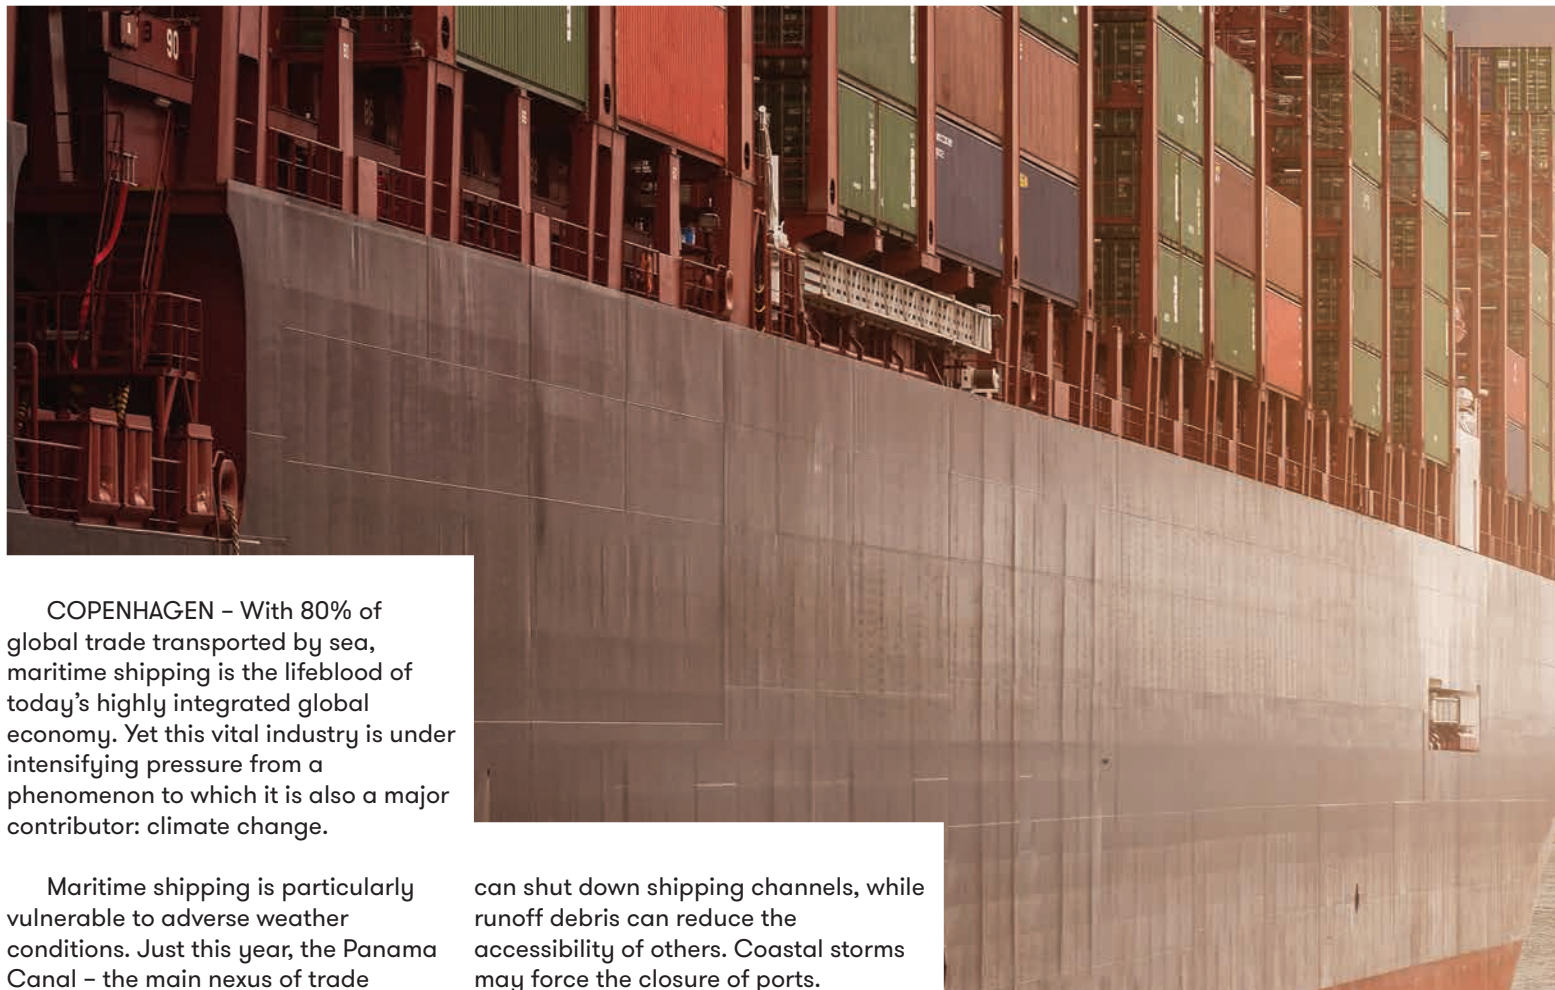 90
COPENHAGEN – With 80% of
global trade transported by sea,
maritime shipping is the lifeblood of
today’s highly integrated global
economy. Yet this vital industry is under
intensifying pressure from a
phenomenon to which it is also a major
contributor: climate change.
Maritime shipping is particularly
vulnerable to adverse weather
conditions. Just this year, the Panama
Canal – the main nexus of trade
can shut down shipping channels, while
runoff debris can reduce the
accessibility of others. Coastal storms
may force the closure of ports.